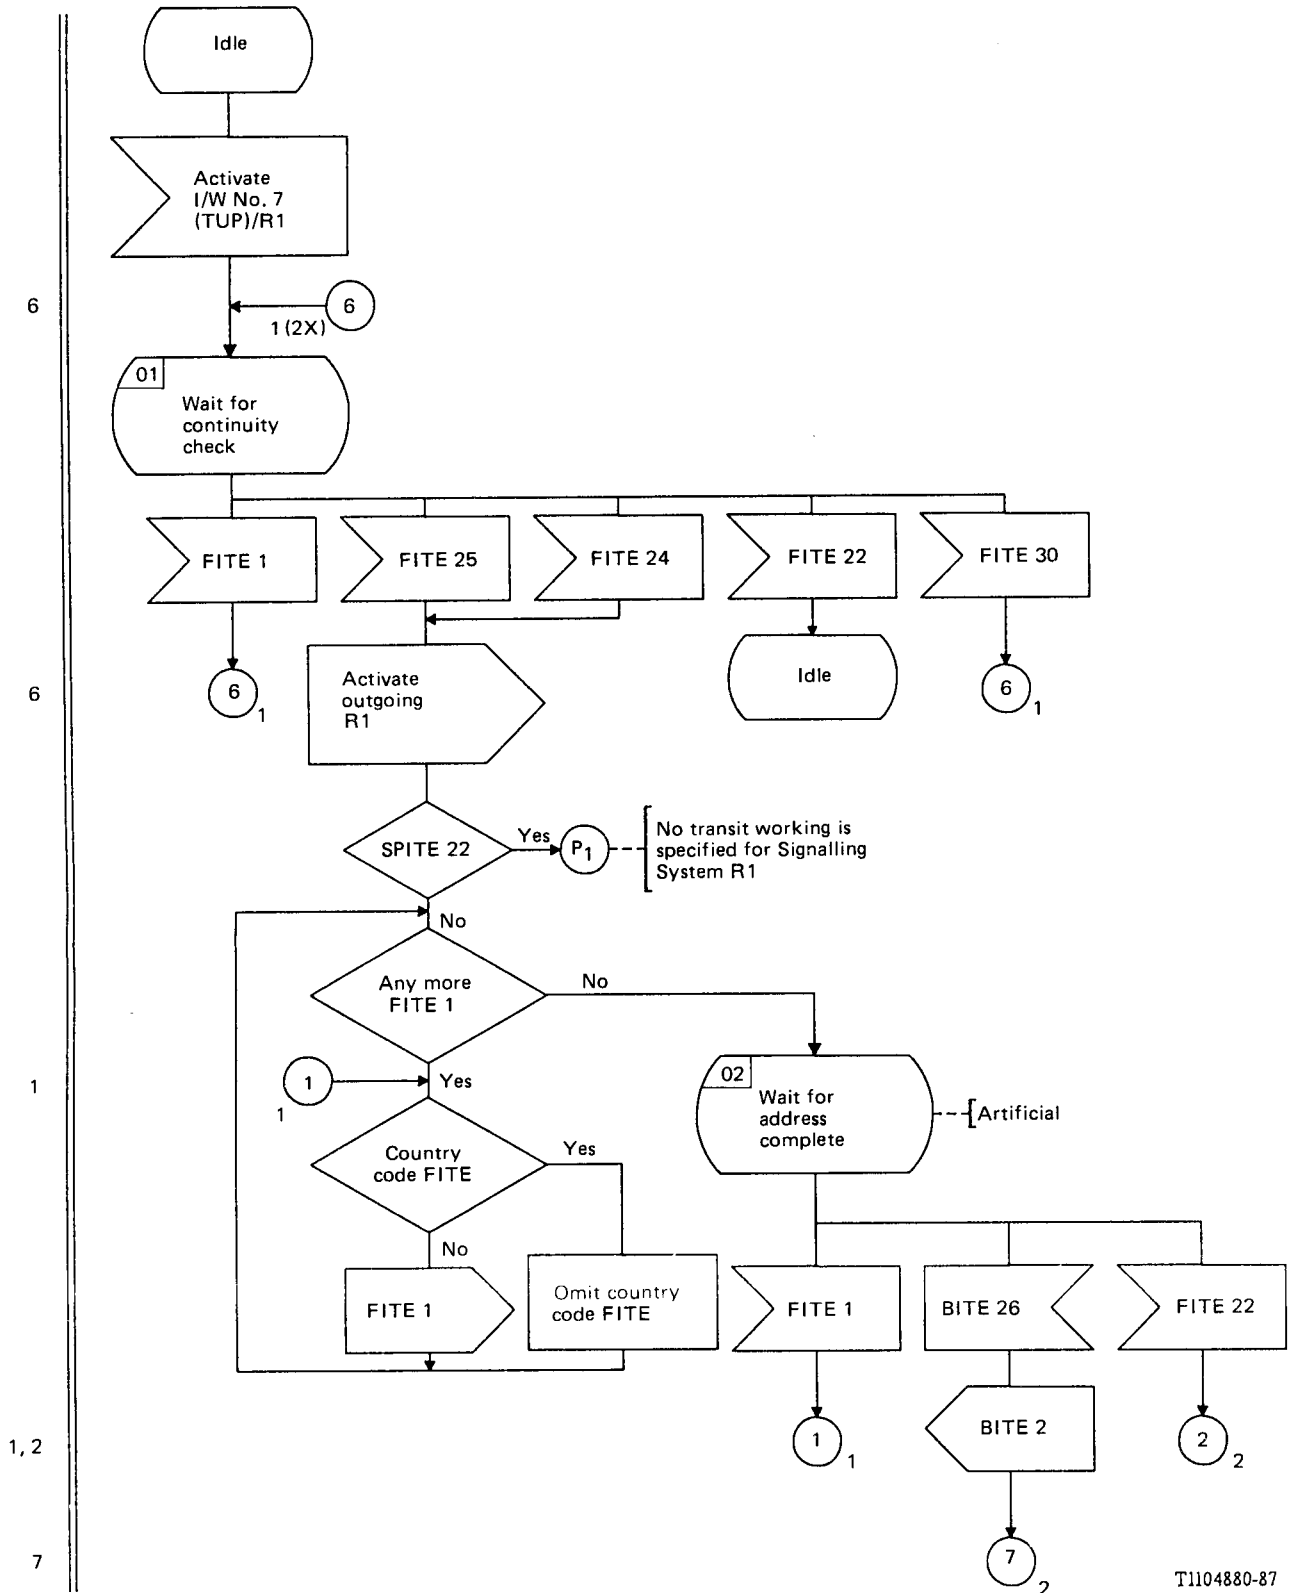 Idle
Activate
I/W No. 7
(TUP)/R1
6
6
1 (2X)
01
Wait for
continuity
check
FITE 1
FITE 25
FITE 24
FITE 22
FITE 30
6
6
1
Activate
outgoing
R1
Idle
6
1
SPITE 22
Yes
P1
No transit working is
specified for Signalling
System R1
No
Any more
FITE 1
No
1
1
1
Yes
02
Wait for
address
complete
Artificial
Country
code FITE
Yes
No
FITE 1
Omit country
code FITE
FITE 1
BITE 26
FITE 22
BITE 2
1, 2
1
1
2
2
7
7
2
T1104880-87